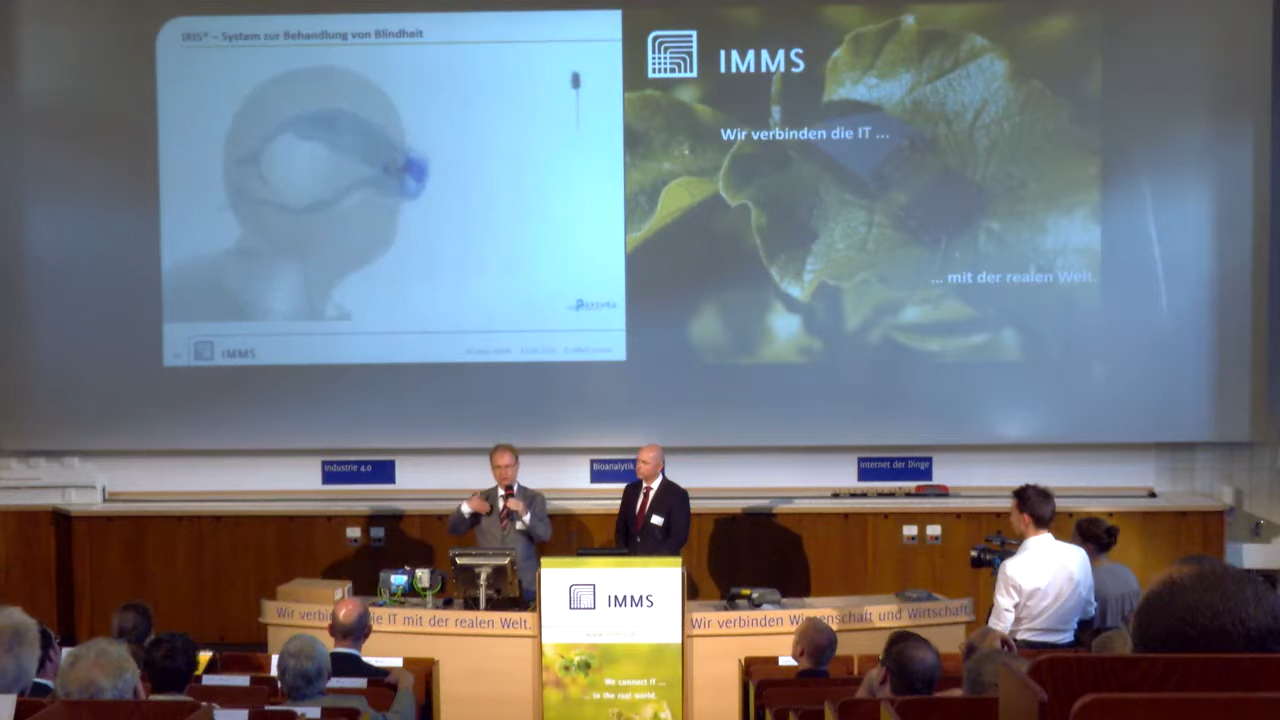 IRIS® – System zur Behandlung von Blindheit
IMMS
Wir verbinden die IT ...
... mit der realen Welt.
IMMS
Industrie 4.0
Bioanalytik
Internet der Dinge
IMMS
Wir verbinden die IT mit der realen Welt.
Wir verbinden Wissenschaft und Wirtschaft
We connect IT ...
... to the real world.